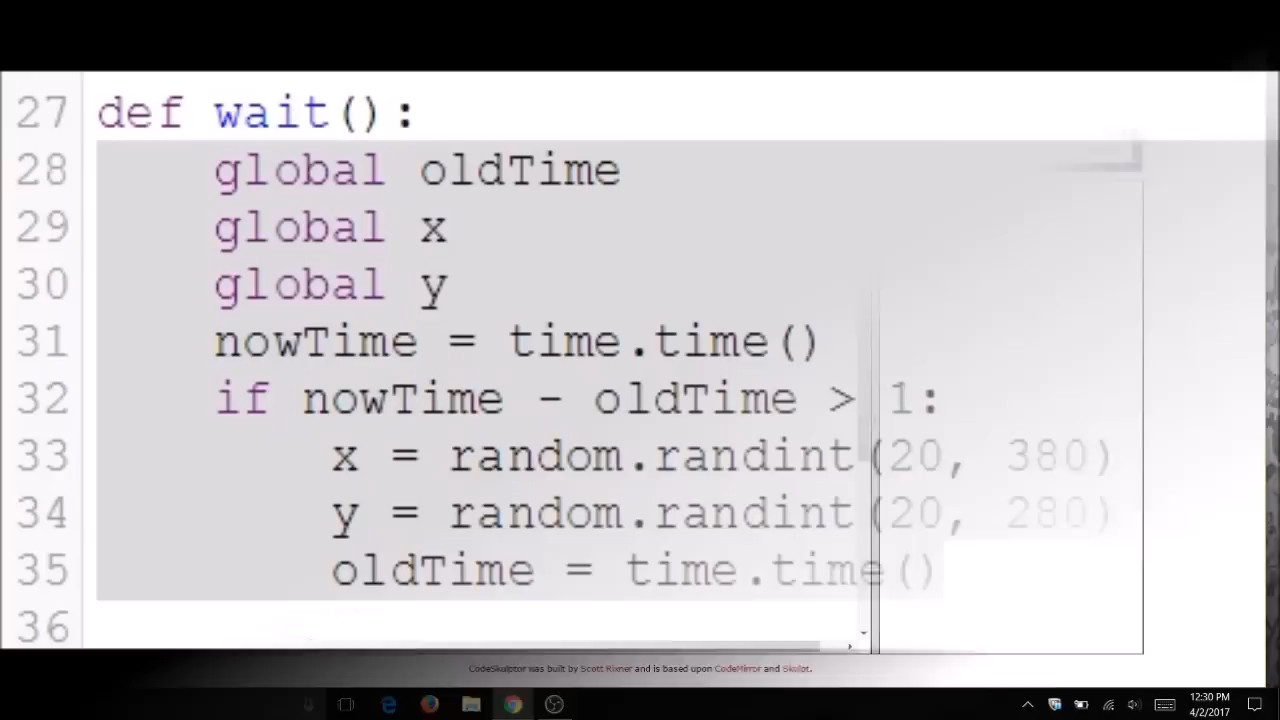 27 def wait():
28 global oldTime
29 global x
30 global y
31 nowTime = time.time()
32 if nowTime - oldTime > 1:
33 x = random.randint(20, 380)
34 y = random.randint(20, 280)
35 oldTime = time.time()
36
CodeSkulptor was built by Scott Rixner and is based upon CodeMirror and Skulpt.
12:30 PM
4/2/2017